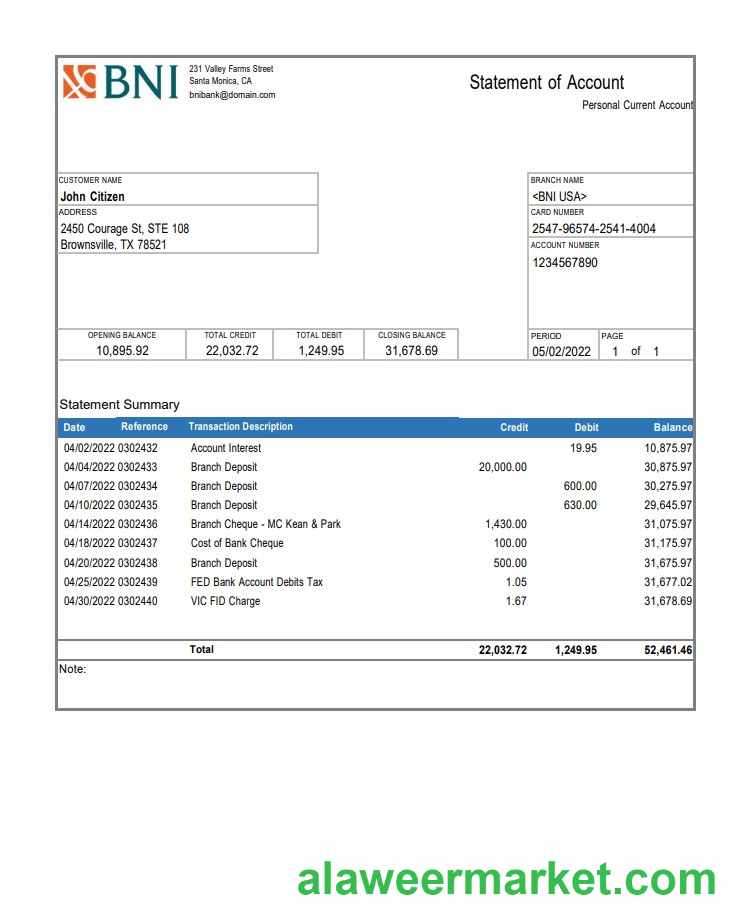 BNI
231 Valley Farms Street
Santa Monica, CA
bnibank@domain.com
Statement of Account
Personal Current Account
CUSTOMER NAME
John Citizen
ADDRESS
2450 Courage St, STE 108
Brownsville, TX 78521
BRANCH NAME
<BNI USA>
CARD NUMBER
2547-96574-2541-4004
ACCOUNT NUMBER
1234567890
OPENING BALANCE TOTAL CREDIT TOTAL DEBIT CLOSING BALANCE PERIOD PAGE
10,895.92 22,032.72 1,249.95 31,678.69 05/02/2022 1 of 1
Statement Summary
Date Reference Transaction Description Credit Debit Balance
04/02/2022 0302432 Account Interest 19.95 10,875.97
04/04/2022 0302433 Branch Deposit 20,000.00 30,875.97
04/07/2022 0302434 Branch Deposit 600.00 30,275.97
04/10/2022 0302435 Branch Deposit 630.00 29,645.97
04/14/2022 0302436 Branch Cheque - MC Kean & Park 1,430.00 31,075.97
04/18/2022 0302437 Cost of Bank Cheque 100.00 31,175.97
04/20/2022 0302438 Branch Deposit 500.00 31,675.97
04/25/2022 0302439 FED Bank Account Debits Tax 1.05 31,677.02
04/30/2022 0302440 VIC FID Charge 1.67 31,678.69
Total 22,032.72 1,249.95 52,461.46
Note:
alaweermarket.com